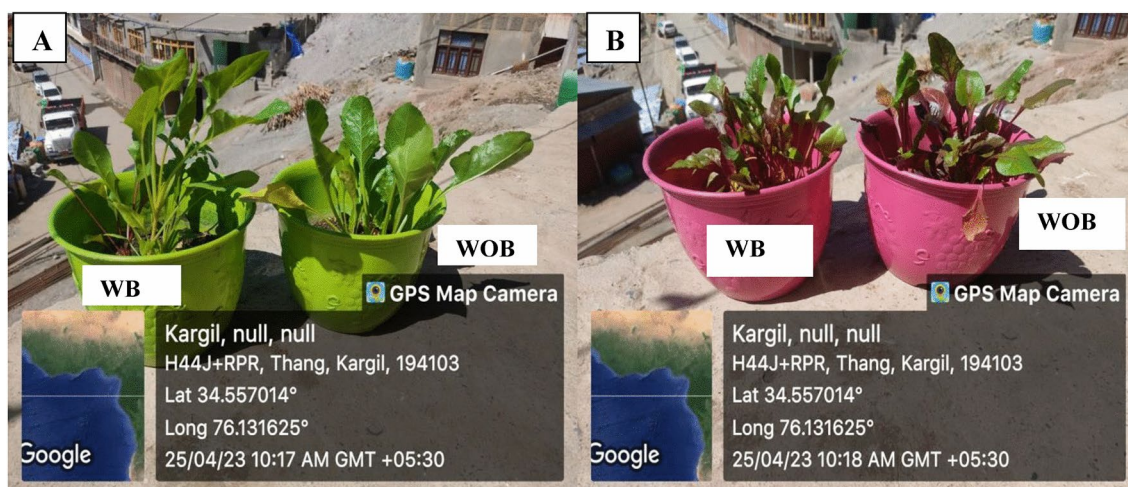 A
WB
WOB
GPS Map Camera
Kargil, null, null
H44J+RPR, Thang, Kargil, 194103
Lat 34.557014°
Long 76.131625°
25/04/23 10:17 AM GMT +05:30
Google
B
WB
WOB
GPS Map Camera
Kargil, null, null
H44J+RPR, Thang, Kargil, 194103
Lat 34.557014°
Long 76.131625°
25/04/23 10:18 AM GMT +05:30
Google